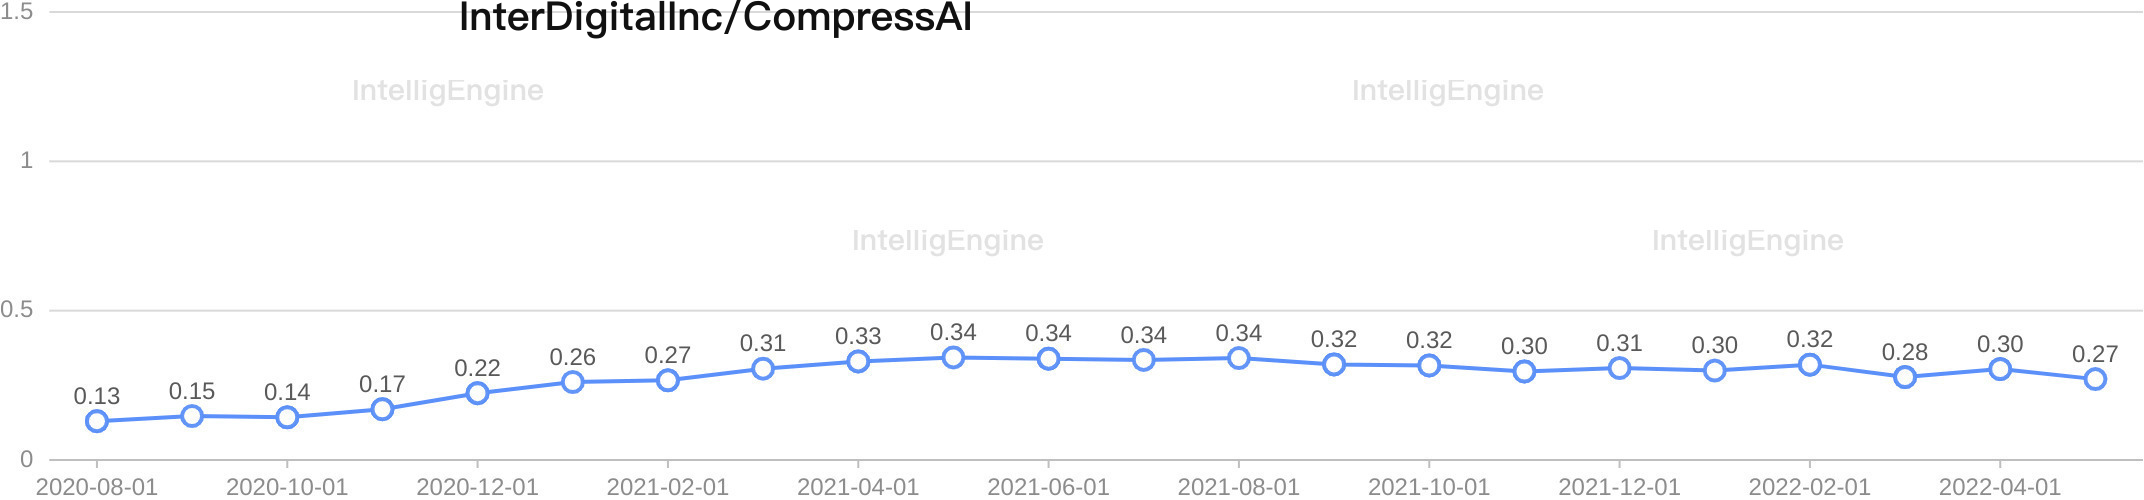 InterDigitalInc/CompressAI
1.5
IntelligEngine IntelligEngine
1
IntelligEngine IntelligEngine
0.5
0.13 0.15 0.14 0.17 0.22 0.26 0.27 0.31 0.33 0.34 0.34 0.34 0.34 0.32 0.32 0.30 0.31 0.30 0.32 0.28 0.30 0.27
0
2020-08-01 2020-10-01 2020-12-01 2021-02-01 2021-04-01 2021-06-01 2021-08-01 2021-10-01 2021-12-01 2022-02-01 2022-04-01